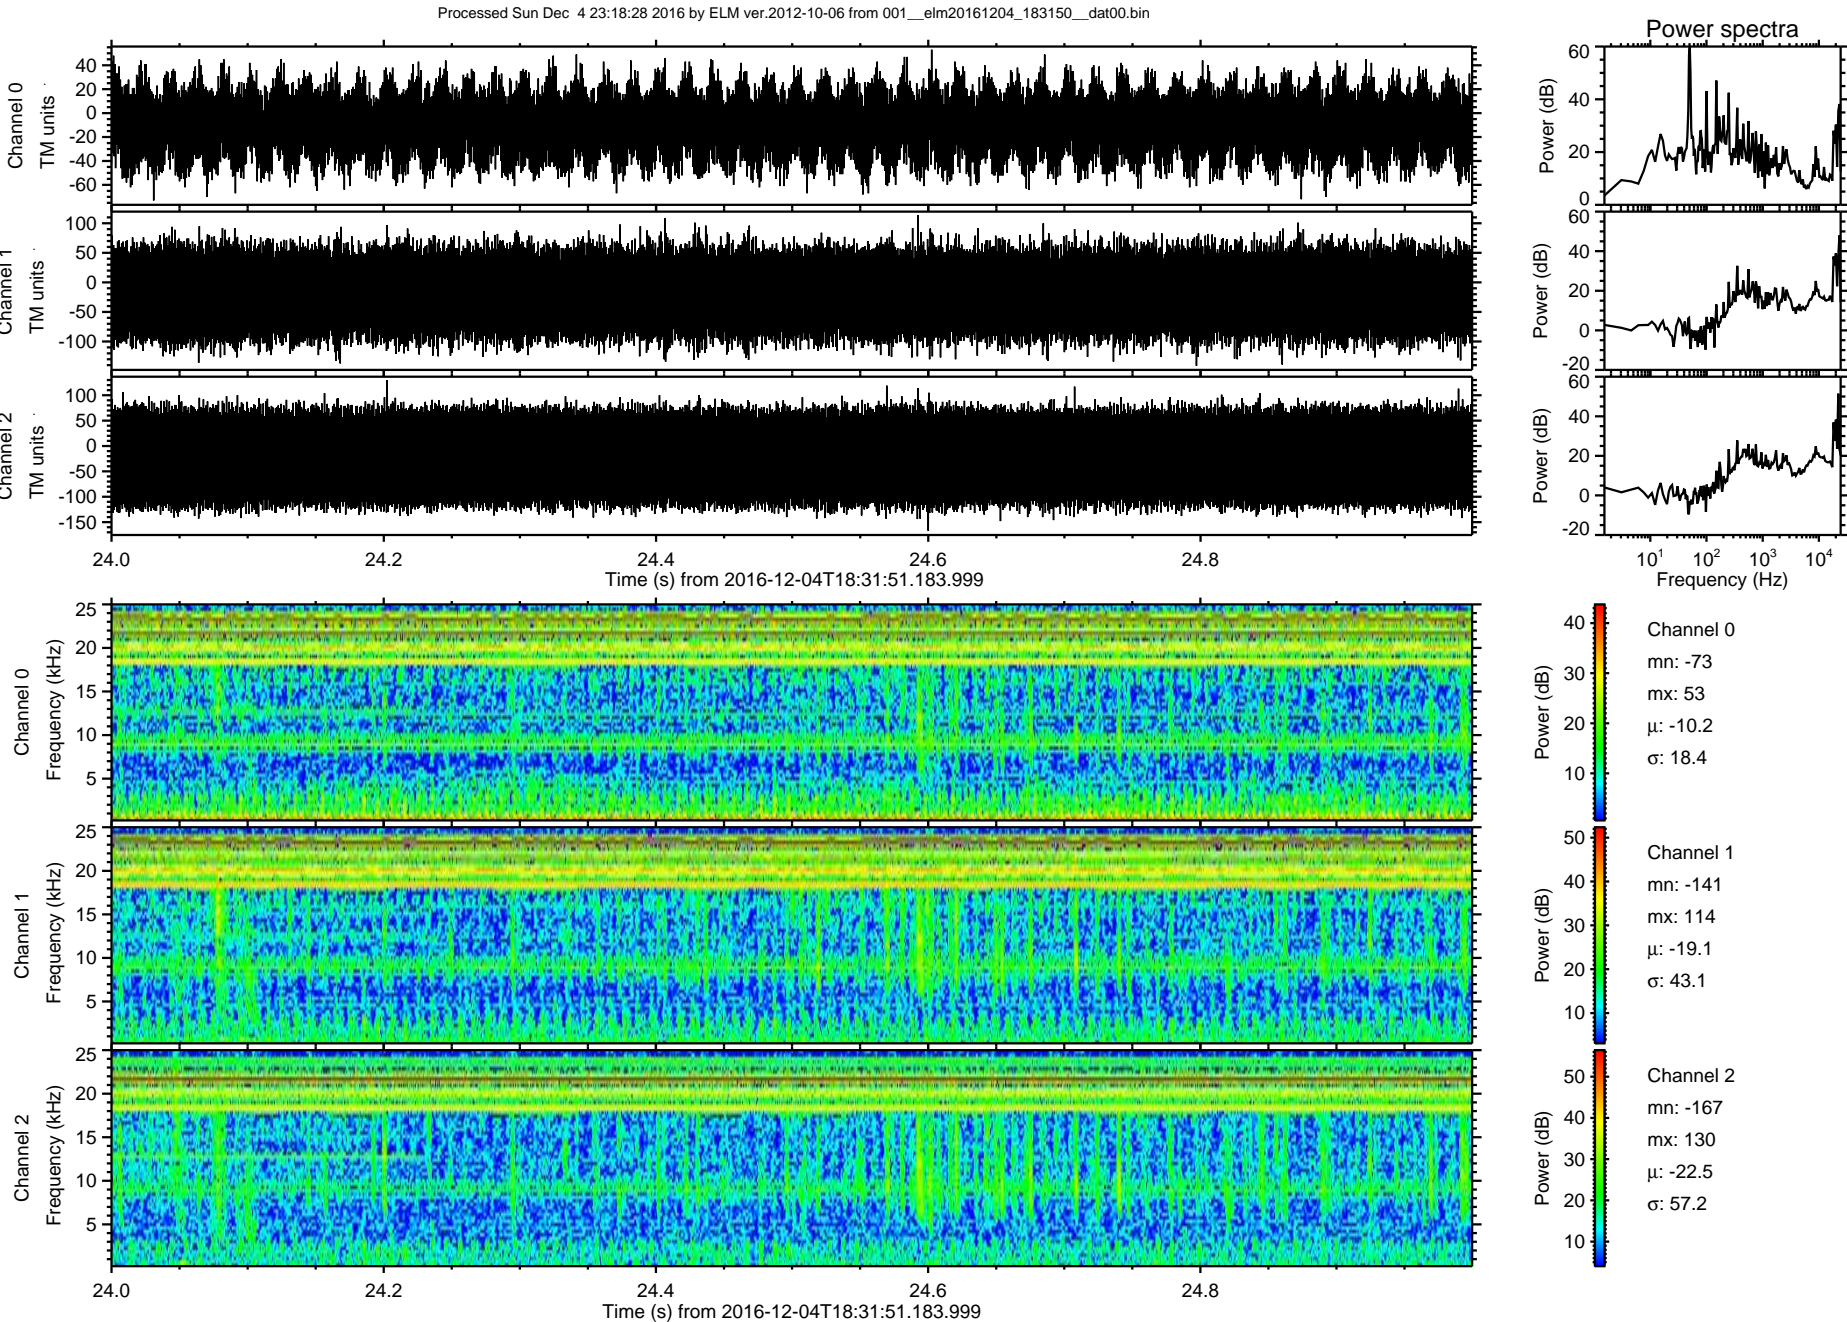 Processed Sun Dec  4 23:18:28 2016 by ELM ver.2012-10-06 from 001__elm20161204_183150__dat00.bin
Power spectra
Channel 0
TM units
40
20
0
-20
-40
-60
Power (dB)
60
40
20
0
Channel 1
TM units
100
50
0
-50
-100
Power (dB)
60
40
20
0
-20
Channel 2
TM units
100
50
0
-50
-100
-150
Power (dB)
60
40
20
0
-20
24.0 24.2 24.4 24.6 24.8
Time (s) from 2016-12-04T18:31:51.183.999
10^1 10^2 10^3 10^4
Frequency (Hz)
Channel 0
Frequency (kHz)
25
20
15
10
5
Power (dB)
40
30
20
10
Channel 0
mn: -73
mx: 53
μ: -10.2
σ: 18.4
Channel 1
Frequency (kHz)
25
20
15
10
5
Power (dB)
50
40
30
20
10
Channel 1
mn: -141
mx: 114
μ: -19.1
σ: 43.1
Channel 2
Frequency (kHz)
25
20
15
10
5
Power (dB)
50
40
30
20
10
Channel 2
mn: -167
mx: 130
μ: -22.5
σ: 57.2
24.0 24.2 24.4 24.6 24.8
Time (s) from 2016-12-04T18:31:51.183.999